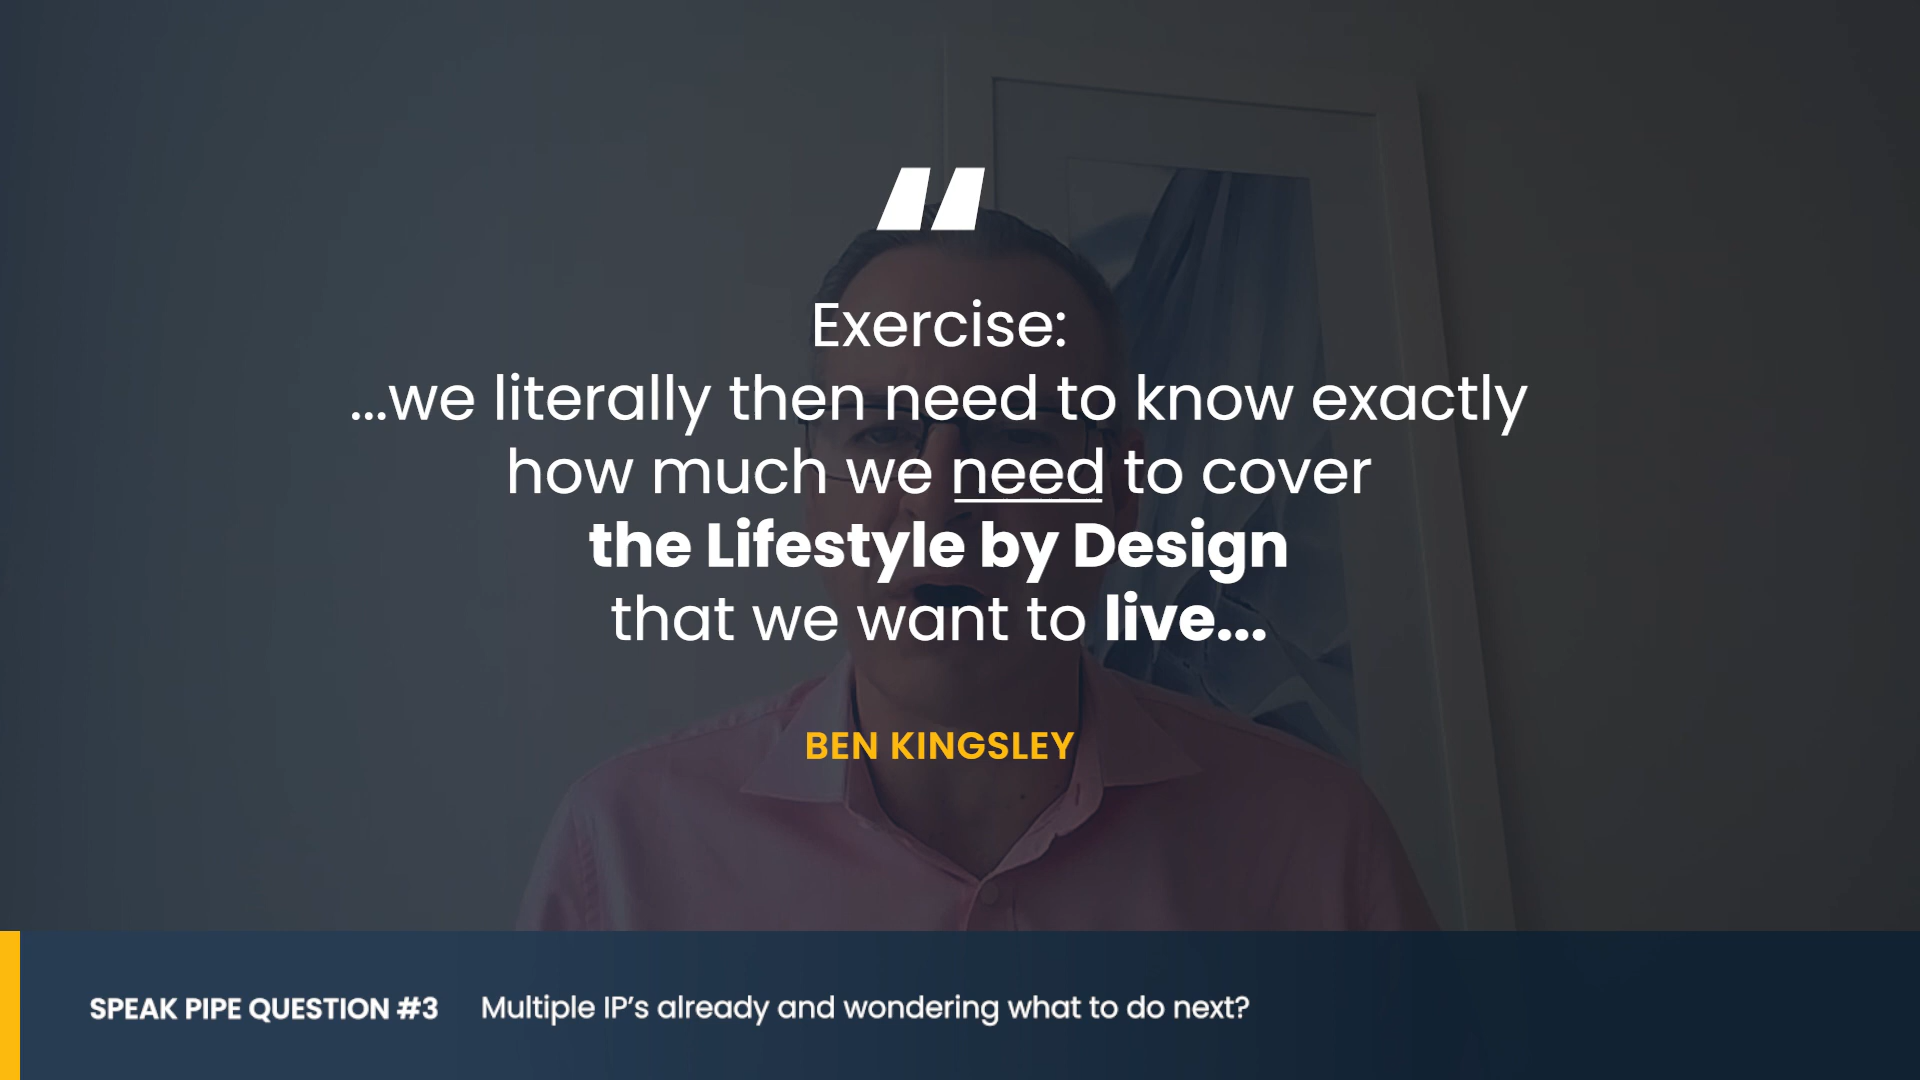 “
Exercise:
...we literally then need to know exactly
how much we need to cover
the Lifestyle by Design
that we want to live...
BEN KINGSLEY
SPEAK PIPE QUESTION #3 Multiple IP’s already and wondering what to do next?